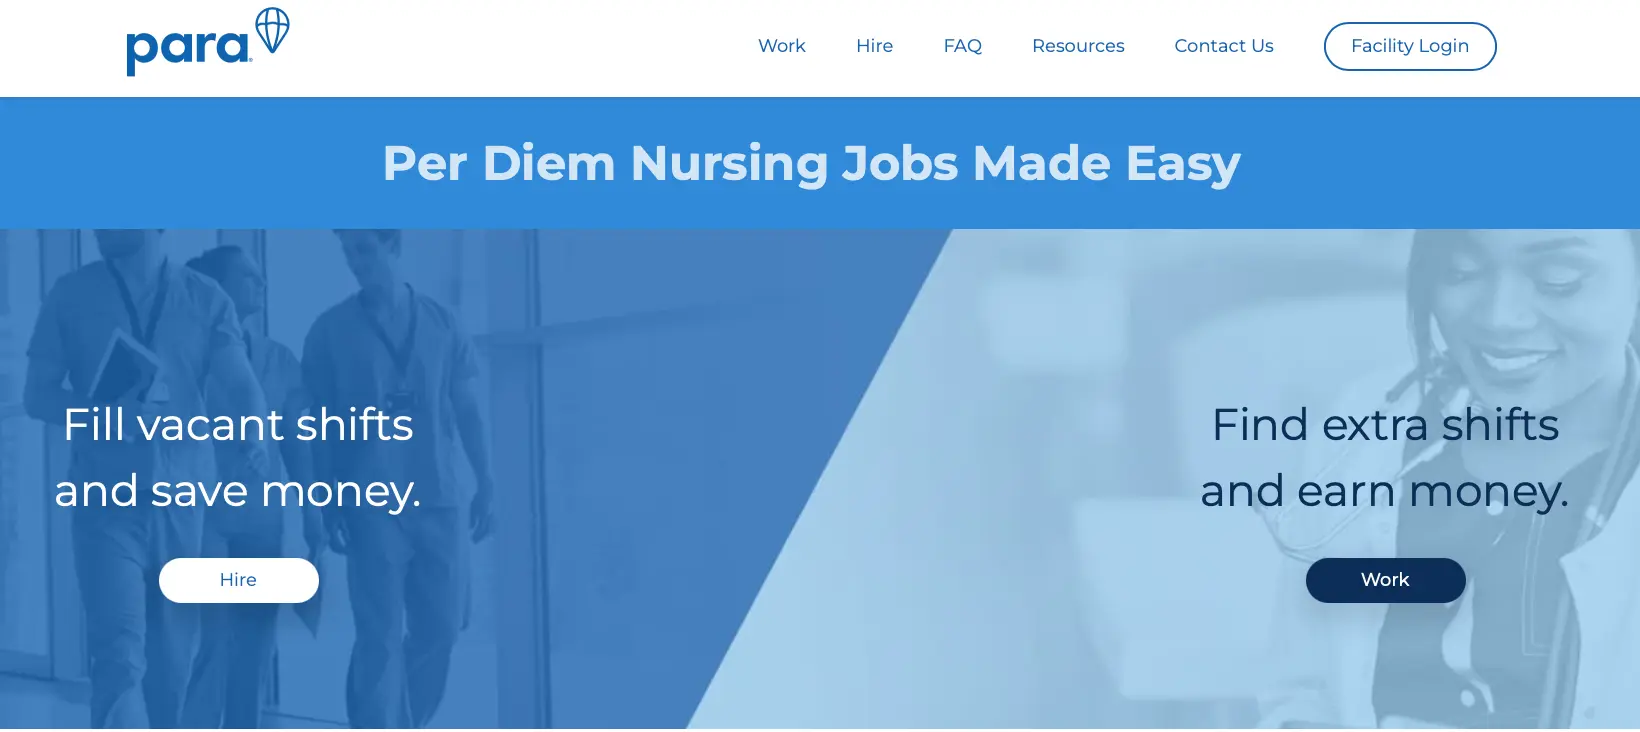 para
Work
Hire
FAQ
Resources
Contact Us
Facility Login
Per Diem Nursing Jobs Made Easy
Fill vacant shifts
and save money.
Hire
Find extra shifts
and earn money.
Work